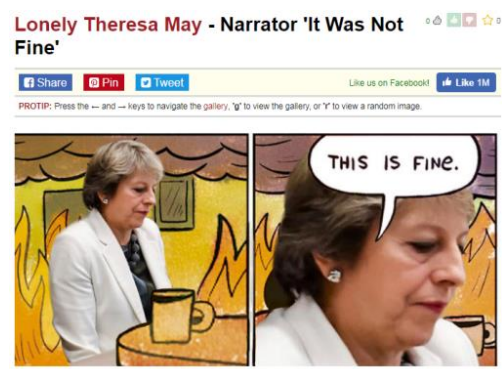 Lonely Theresa May - Narrator 'It Was Not
Fine'
0 0
Share Pin Tweet Like us on Facebook! Like 1M
PROTIP: Press the ← and → keys to navigate the gallery, 'g' to view the gallery, or 'r' to view a random image.
THIS IS FINE.